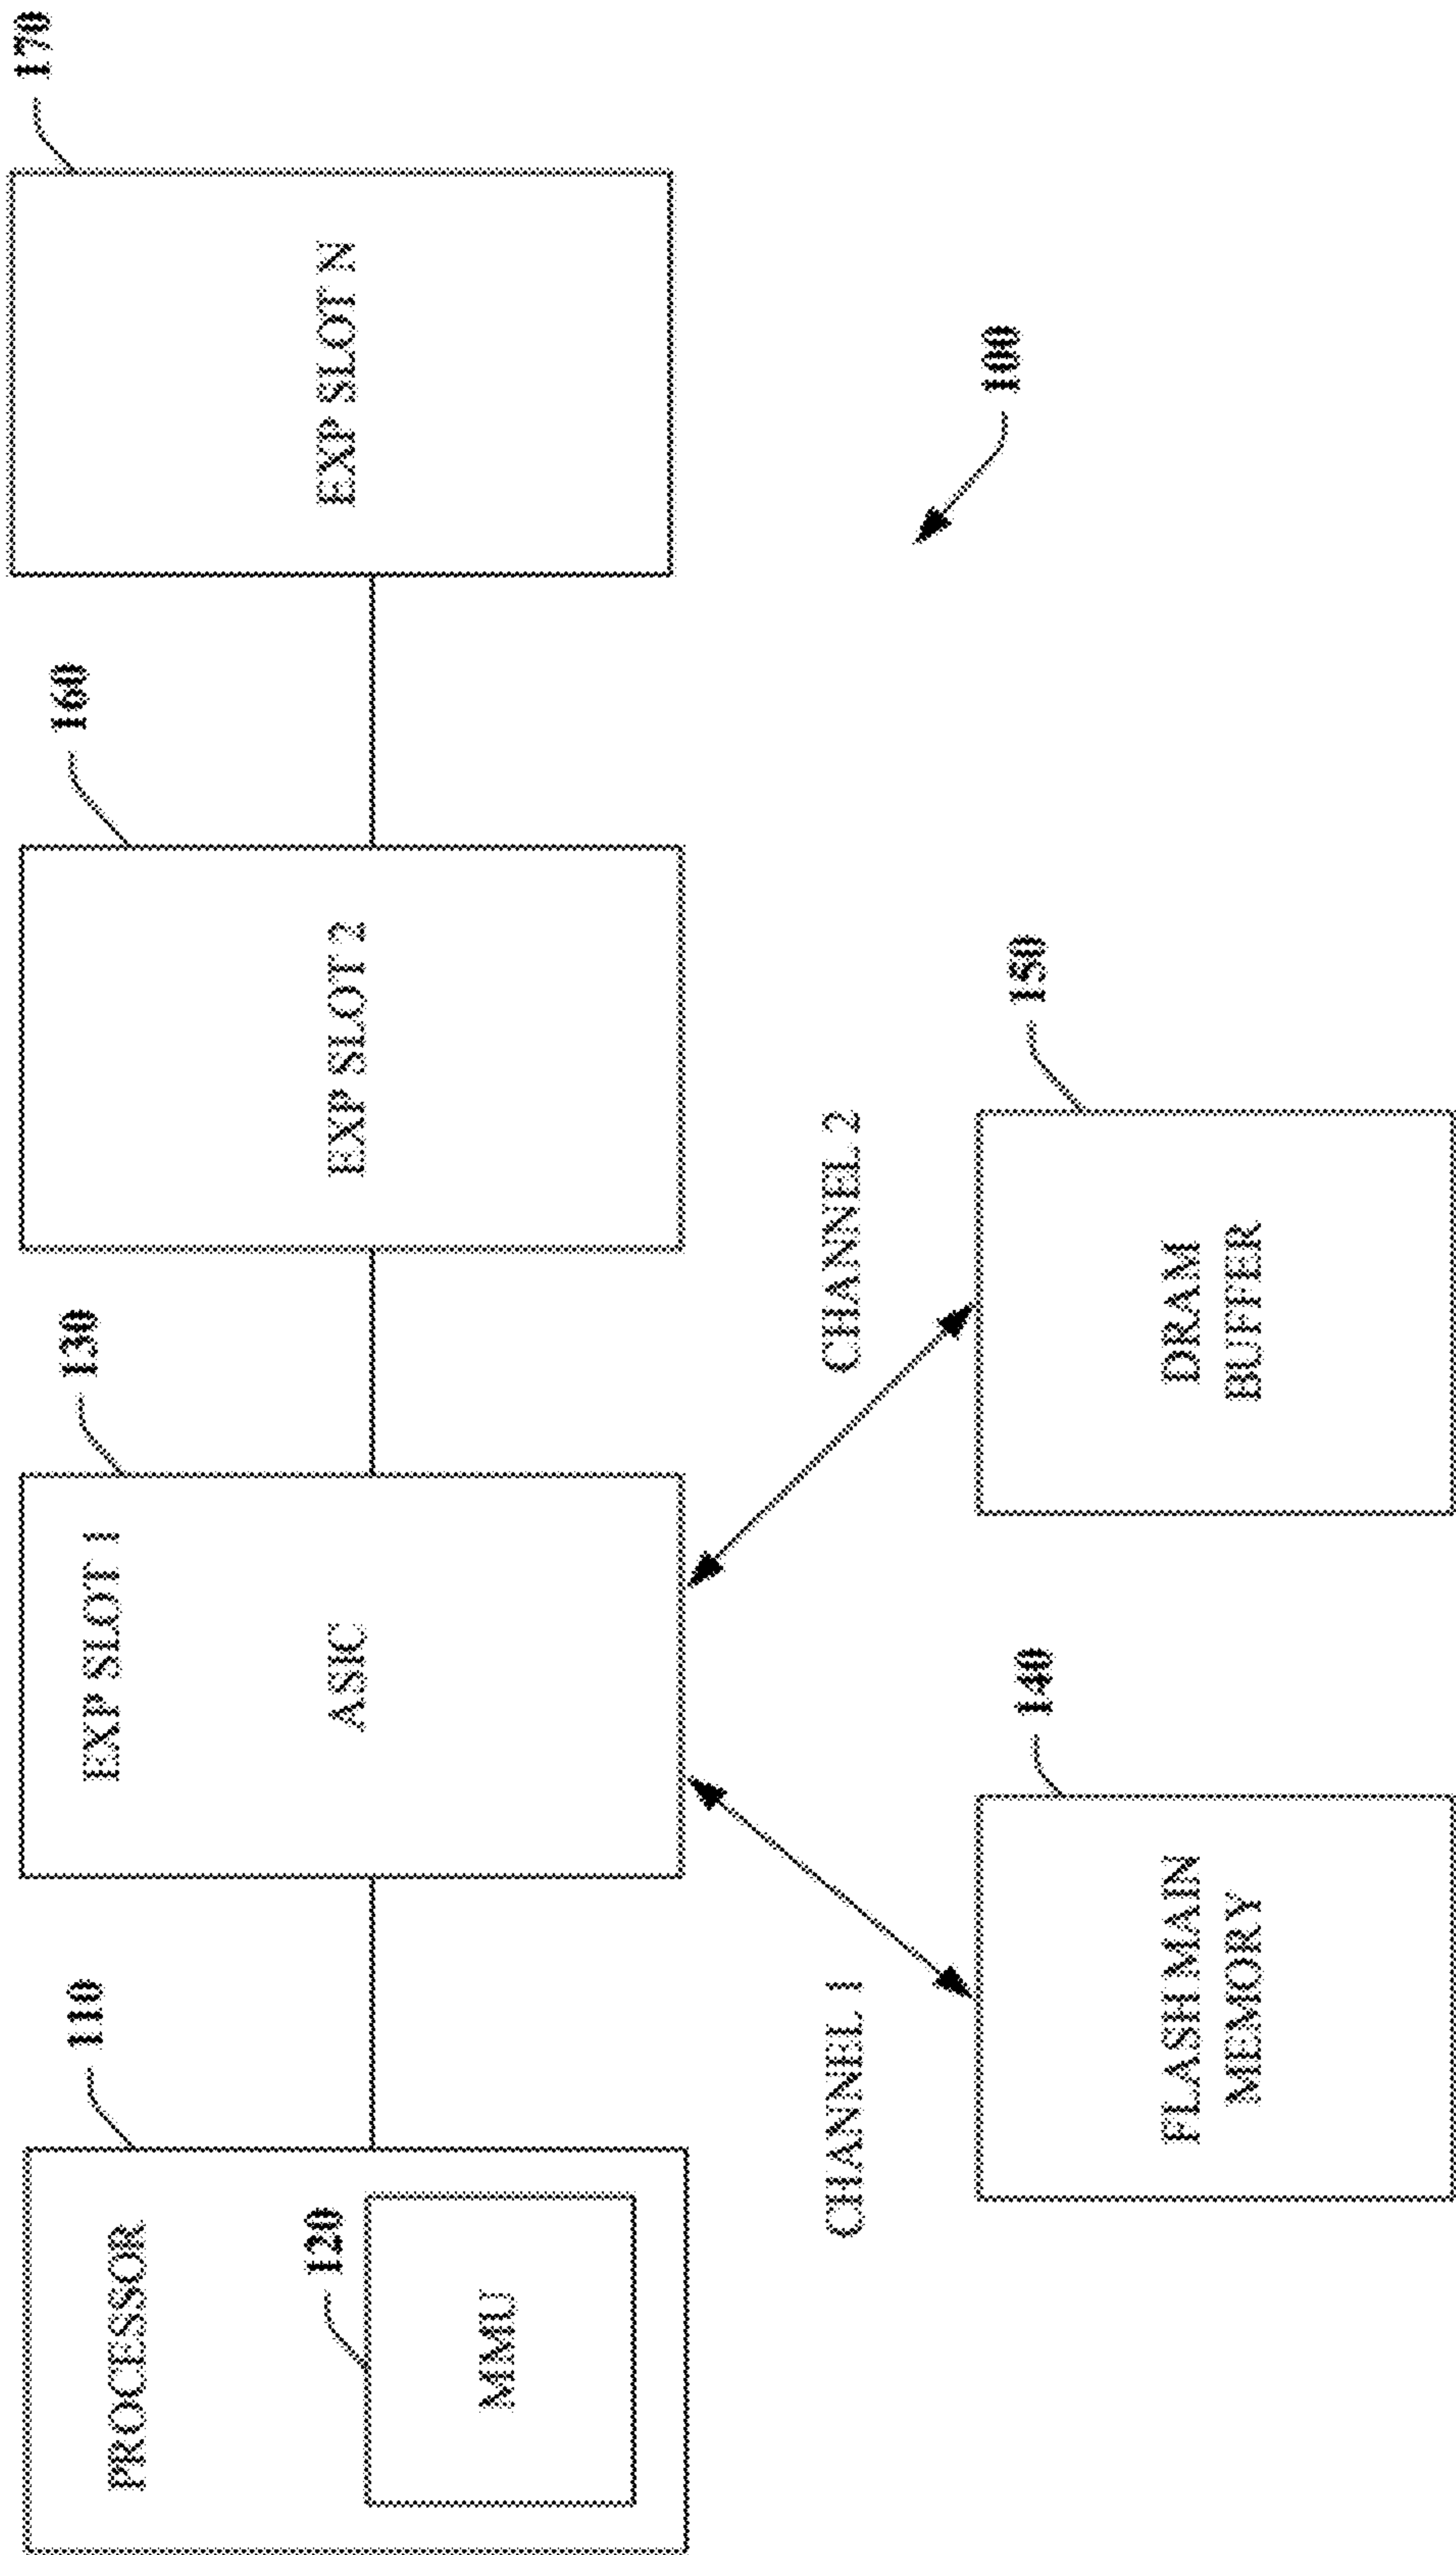 110
PROCESSOR
120
MMU
130
EXP SLOT 1
ASIC
160
EXP SLOT 2
170
EXP SLOT N
CHANNEL 1
CHANNEL 2
140
FLASH MAIN
MEMORY
150
DRAM
BUFFER
100